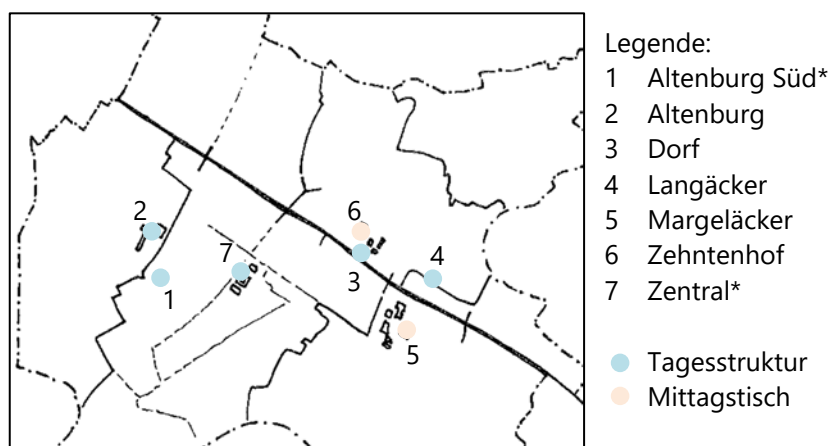 Legende:
1 Altenburg Süd*
2 Altenburg
3 Dorf
4 Langäcker
5 Margeläcker
6 Zehntenhof
7 Zentral*
Tagesstruktur
Mittagstisch
2
1
7
6
3
4
5